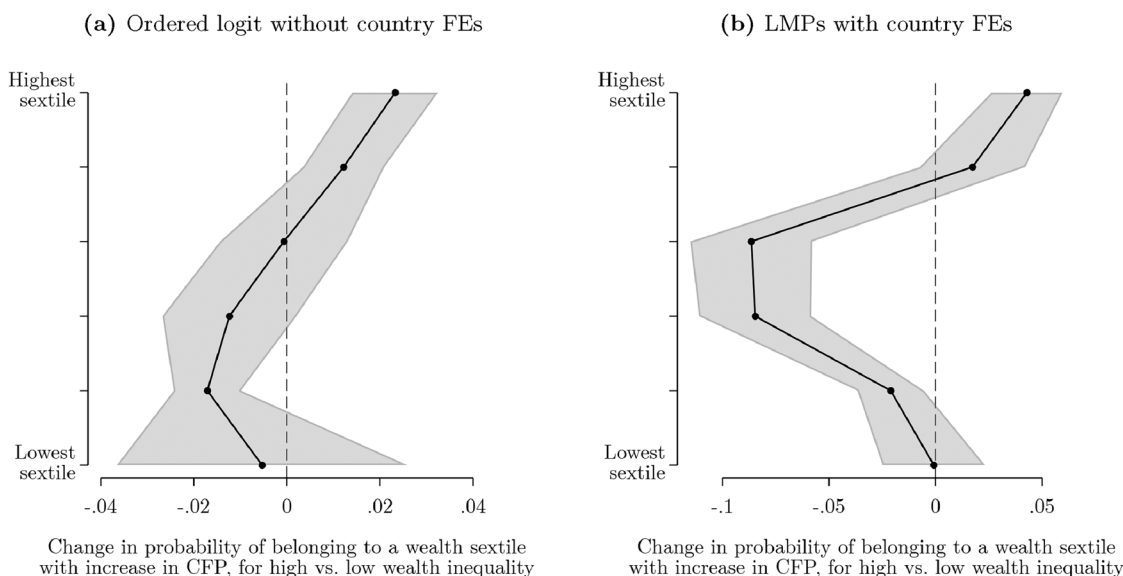 (a) Ordered logit without country FEs
Highest
sextile
Lowest
sextile
-.04 -.02 0 .02 .04
Change in probability of belonging to a wealth sextile
with increase in CFP, for high vs. low wealth inequality
(b) LMPs with country FEs
Highest
sextile
Lowest
sextile
-.1 -.05 0 .05
Change in probability of belonging to a wealth sextile
with increase in CFP, for high vs. low wealth inequality